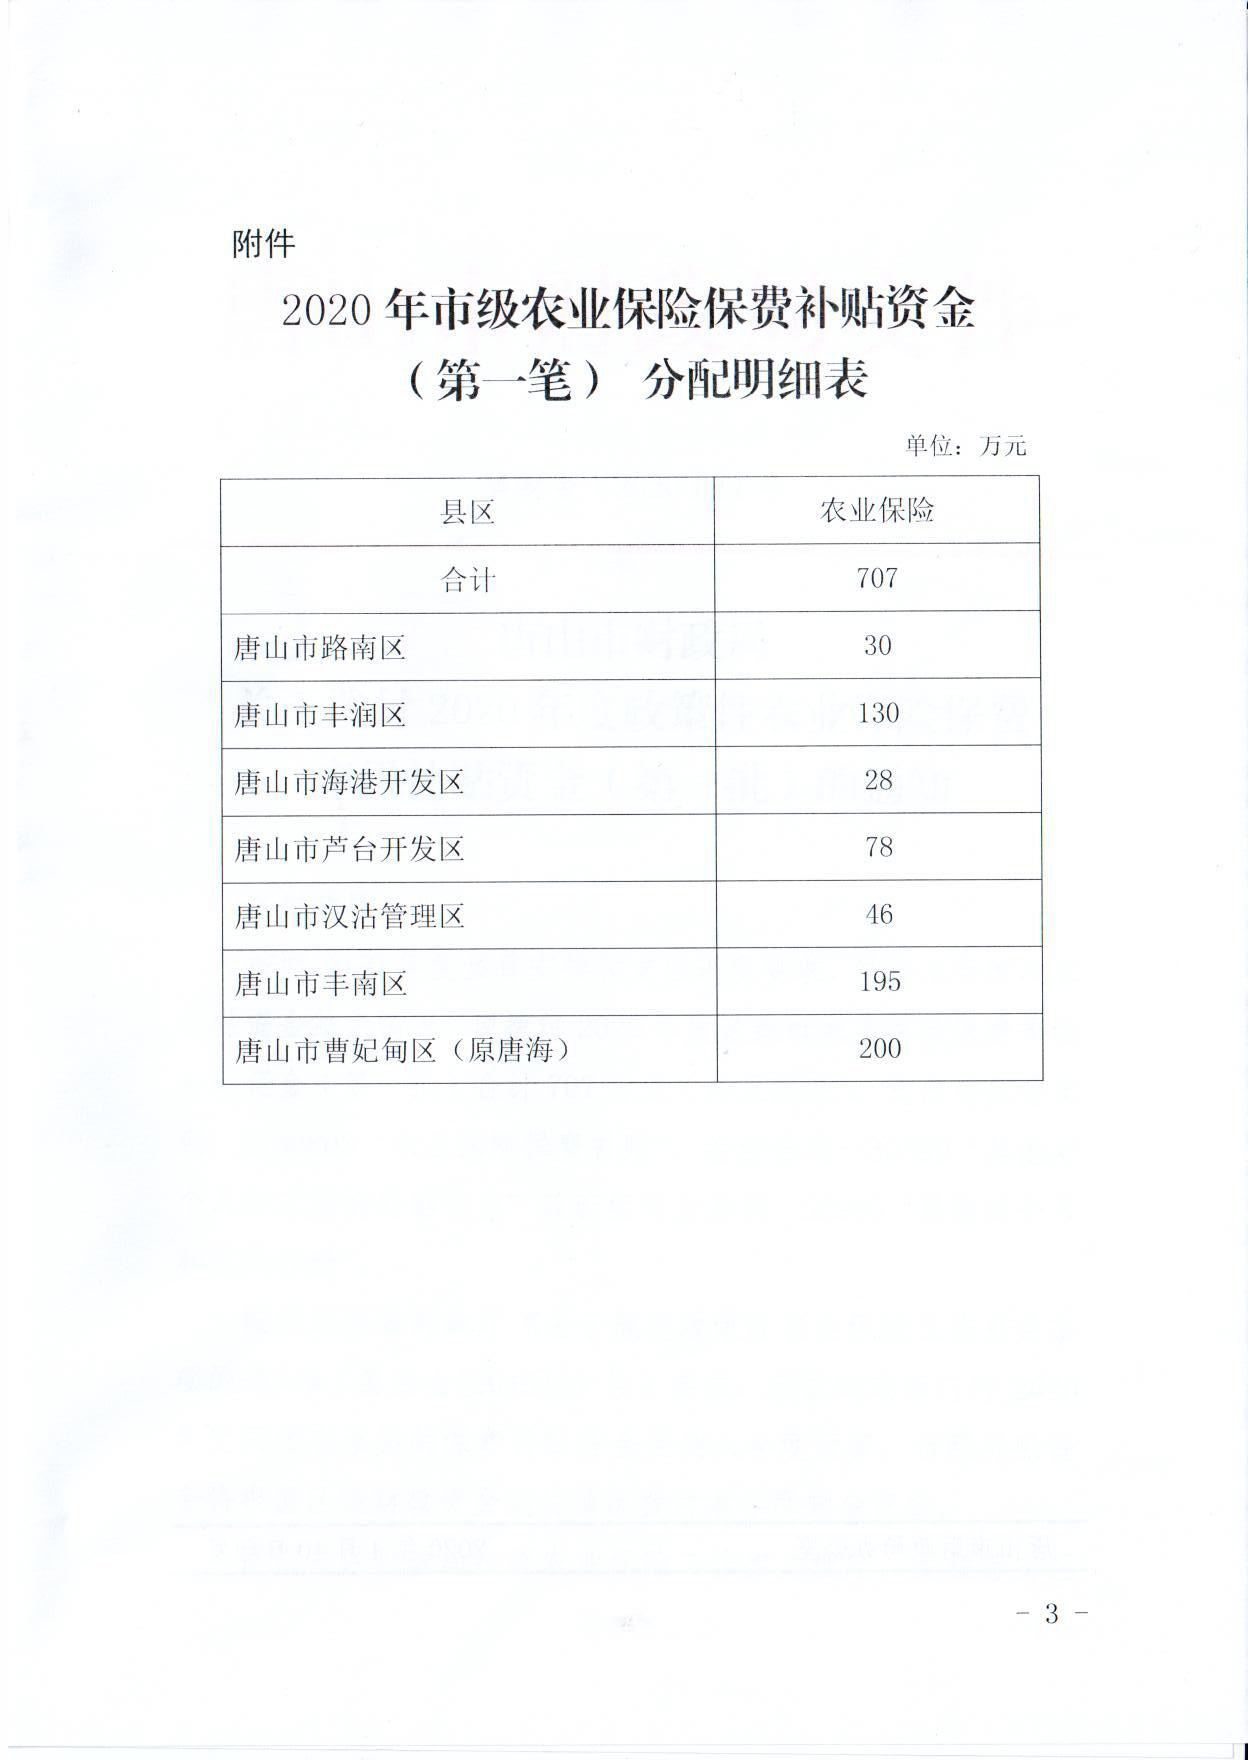 附件
2020 年市级农业保险保费补贴资金
（第一笔） 分配明细表
单位：万元
县区 农业保险
合计 707
唐山市路南区 30
唐山市丰润区 130
唐山市海港开发区 28
唐山市芦台开发区 78
唐山市汉沽管理区 46
唐山市丰南区 195
唐山市曹妃甸区（原唐海） 200
- 3 -